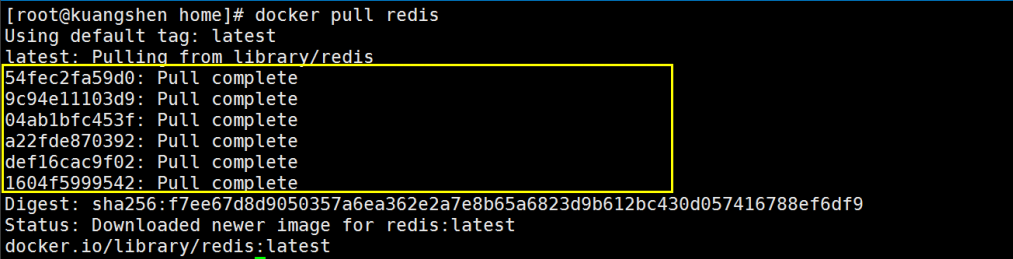 [root@kuangshen home]# docker pull redis
Using default tag: latest
latest: Pulling from library/redis
54fec2fa59d0: Pull complete
9c94e11103d9: Pull complete
04ab1bfc453f: Pull complete
a22fde870392: Pull complete
def16cac9f02: Pull complete
1604f5999542: Pull complete
Digest: sha256:f7ee67d8d9050357a6ea362e2a7e8b65a6823d9b612bc430d057416788ef6df9
Status: Downloaded newer image for redis:latest
docker.io/library/redis:latest